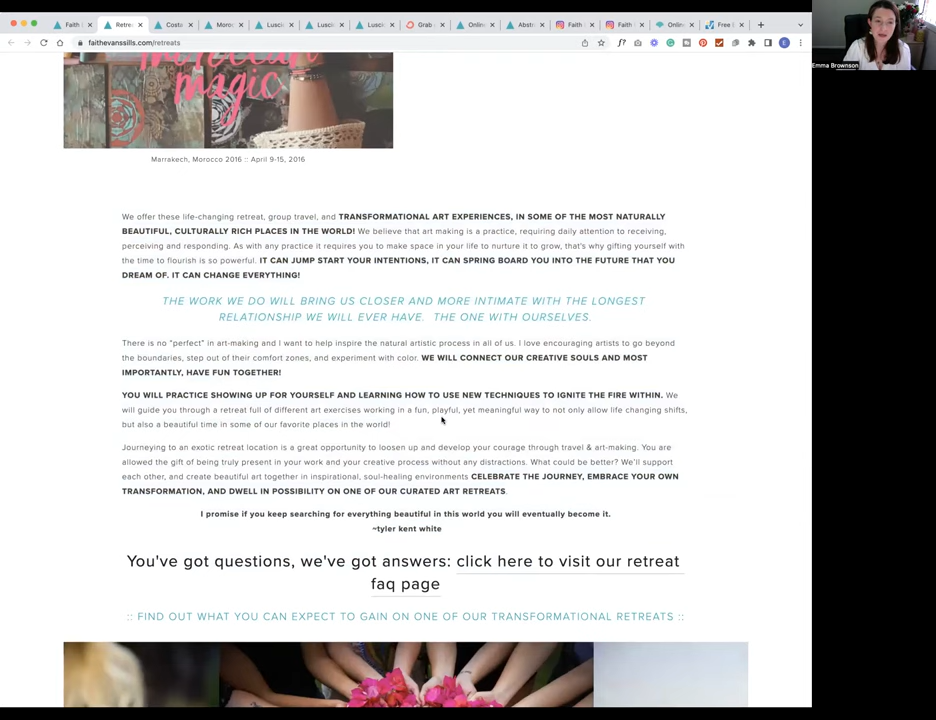 Faith
Retre
Costa
Moroc
Lusci
Lusci
Lusci
Grab
Online
Abstra
Faith
Faith
Online
Free E
faithevanssills.com/retreats
Emma Brownson
magic
Marrakech, Morocco 2016 :: April 9-15, 2016
We offer these life-changing retreat, group travel, and TRANSFORMATIONAL ART EXPERIENCES, IN SOME OF THE MOST NATURALLY
BEAUTIFUL, CULTURALLY RICH PLACES IN THE WORLD! We believe that art making is a practice, requiring daily attention to receiving,
perceiving and responding. As with any practice it requires you to make space in your life to nurture it to grow, that's why gifting yourself with
the time to flourish is so powerful. IT CAN JUMP START YOUR INTENTIONS, IT CAN SPRING BOARD YOU INTO THE FUTURE THAT YOU
DREAM OF. IT CAN CHANGE EVERYTHING!
THE WORK WE DO WILL BRING US CLOSER AND MORE INTIMATE WITH THE LONGEST
RELATIONSHIP WE WILL EVER HAVE. THE ONE WITH OURSELVES.
There is no "perfect" in art-making and I want to help inspire the natural artistic process in all of us. I love encouraging artists to go beyond
the boundaries, step out of their comfort zones, and experiment with color. WE WILL CONNECT OUR CREATIVE SOULS AND MOST
IMPORTANTLY, HAVE FUN TOGETHER!
YOU WILL PRACTICE SHOWING UP FOR YOURSELF AND LEARNING HOW TO USE NEW TECHNIQUES TO IGNITE THE FIRE WITHIN. We
will guide you through a retreat full of different art exercises working in a fun, playful, yet meaningful way to not only allow life changing shifts,
but also a beautiful time in some of our favorite places in the world!
Journeying to an exotic retreat location is a great opportunity to loosen up and develop your courage through travel & art-making. You are
allowed the gift of being truly present in your work and your creative process without any distractions. What could be better? We'll support
each other, and create beautiful art together in inspirational, soul-healing environments CELEBRATE THE JOURNEY, EMBRACE YOUR OWN
TRANSFORMATION, AND DWELL IN POSSIBILITY ON ONE OF OUR CURATED ART RETREATS.
I promise if you keep searching for everything beautiful in this world you will eventually become it.
~tyler kent white
You've got questions, we've got answers: click here to visit our retreat
faq page
:: FIND OUT WHAT YOU CAN EXPECT TO GAIN ON ONE OF OUR TRANSFORMATIONAL RETREATS ::